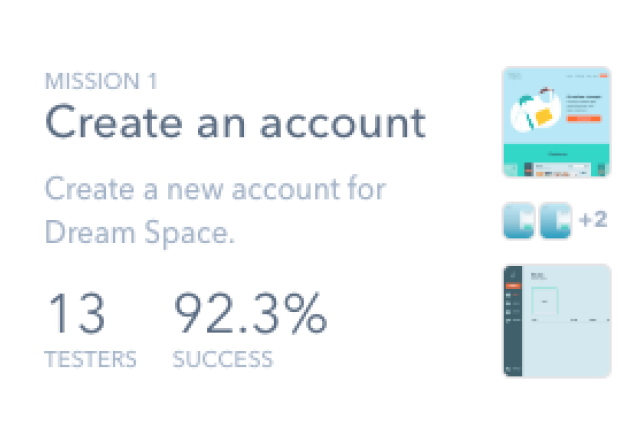 MISSION 1
Create an account
Create a new account for
Dream Space.
13
TESTERS
92.3%
SUCCESS
+2